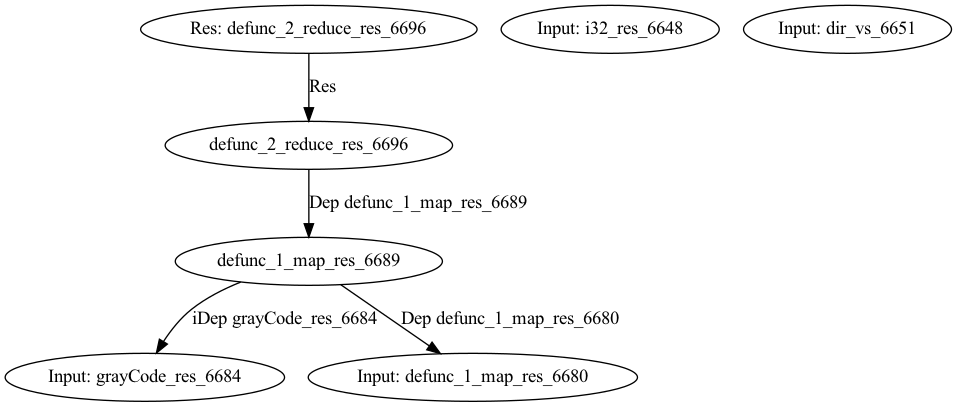 Res: defunc_2_reduce_res_6696
Input: i32_res_6648
Input: dir_vs_6651
Res
defunc_2_reduce_res_6696
Dep defunc_1_map_res_6689
defunc_1_map_res_6689
iDep grayCode_res_6684
Dep defunc_1_map_res_6680
Input: grayCode_res_6684
Input: defunc_1_map_res_6680